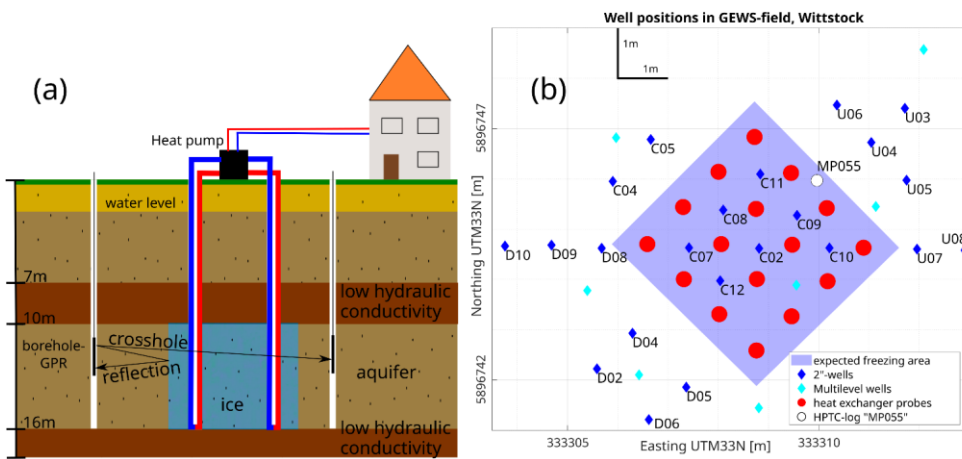 (a)
Heat pump
water level
7m
low hydraulic
conductivity
10m
borehole-
GPR
crosshole
reflection
aquifer
ice
16m
low hydraulic
conductivity
(b)
Well positions in GEWS-field, Wittstock
1m
1m
U06
U03
5896747
C05
U04
MP055
C04
C11
U05
C08
C09
U08
D10
D09
D08
C07
C02
C10
U07
C12
D04
D02
D05
D06
5896742
Northing UTM33N [m]
expected freezing area
2"-wells
Multilevel wells
heat exchanger probes
HPTC-log "MP055"
333305
333310
Easting UTM33N [m]